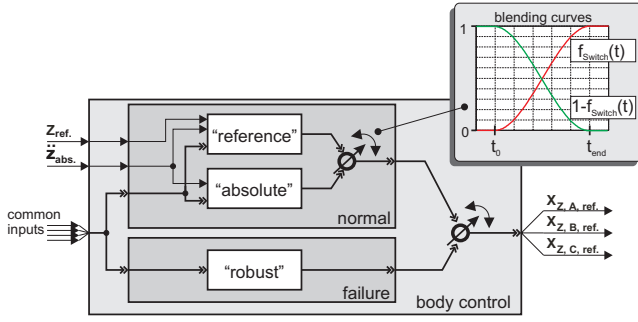 blending curves
1
f_Switch(t)
1-f_Switch(t)
0
t_0
t_end
Z_ref.
z̈_abs.
"reference"
"absolute"
normal
common
inputs
"robust"
failure
body control
X_Z, A, ref.
X_Z, B, ref.
X_Z, C, ref.